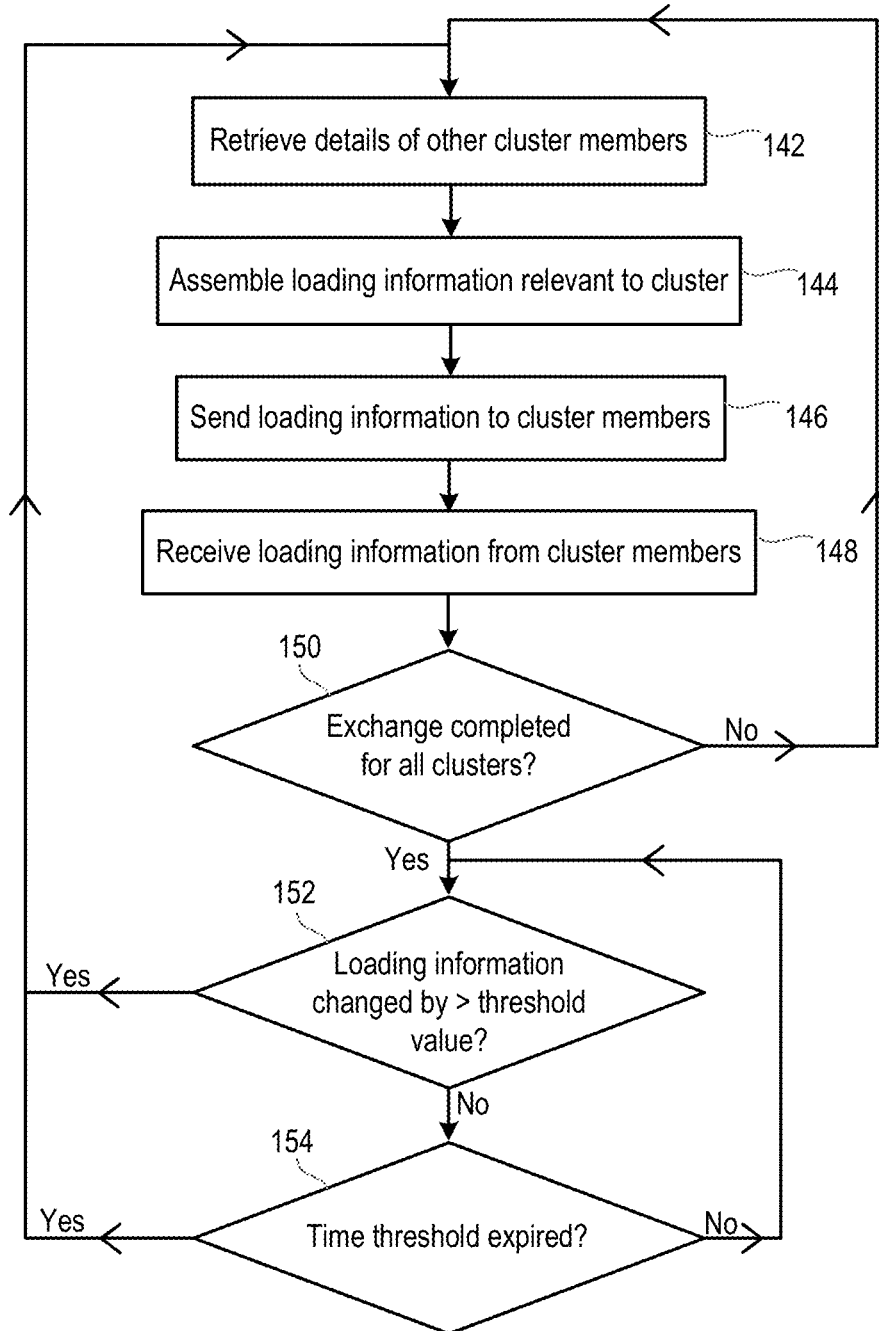 Retrieve details of other cluster members
142
Assemble loading information relevant to cluster
144
Send loading information to cluster members
146
Receive loading information from cluster members
148
150
Exchange completed
for all clusters?
No
Yes
152
Loading information
changed by > threshold
value?
Yes
No
154
Time threshold expired?
Yes
No